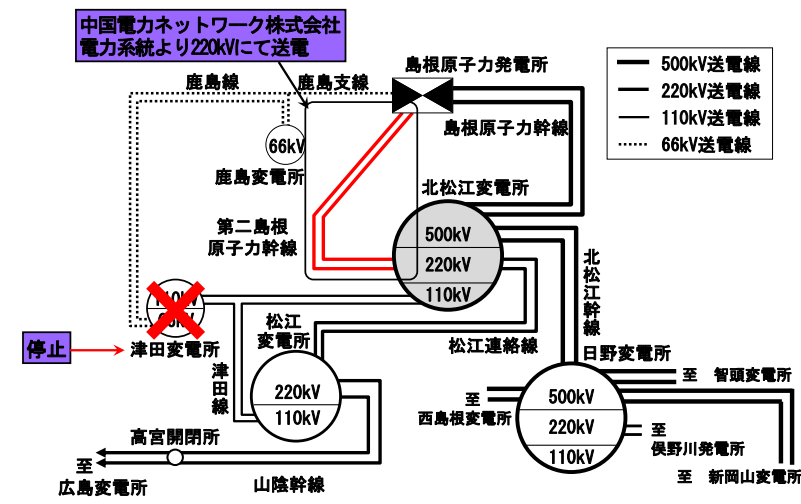 中国電力ネットワーク株式会社
電力系統より220kVにて送電
鹿島線
鹿島支線
島根原子力発電所
500kV送電線
220kV送電線
110kV送電線
66kV送電線
66kV
島根原子力幹線
鹿島変電所
北松江変電所
第二島根
原子力幹線
500kV
220kV
110kV
北松江幹線
停止
津田変電所
松江
変電所
松江連絡線
日野変電所
津田線
220kV
110kV
500kV
220kV
110kV
至 智頭変電所
至
西島根変電所
至
俣野川発電所
高宮開閉所
至
広島変電所
山陰幹線
至 新岡山変電所